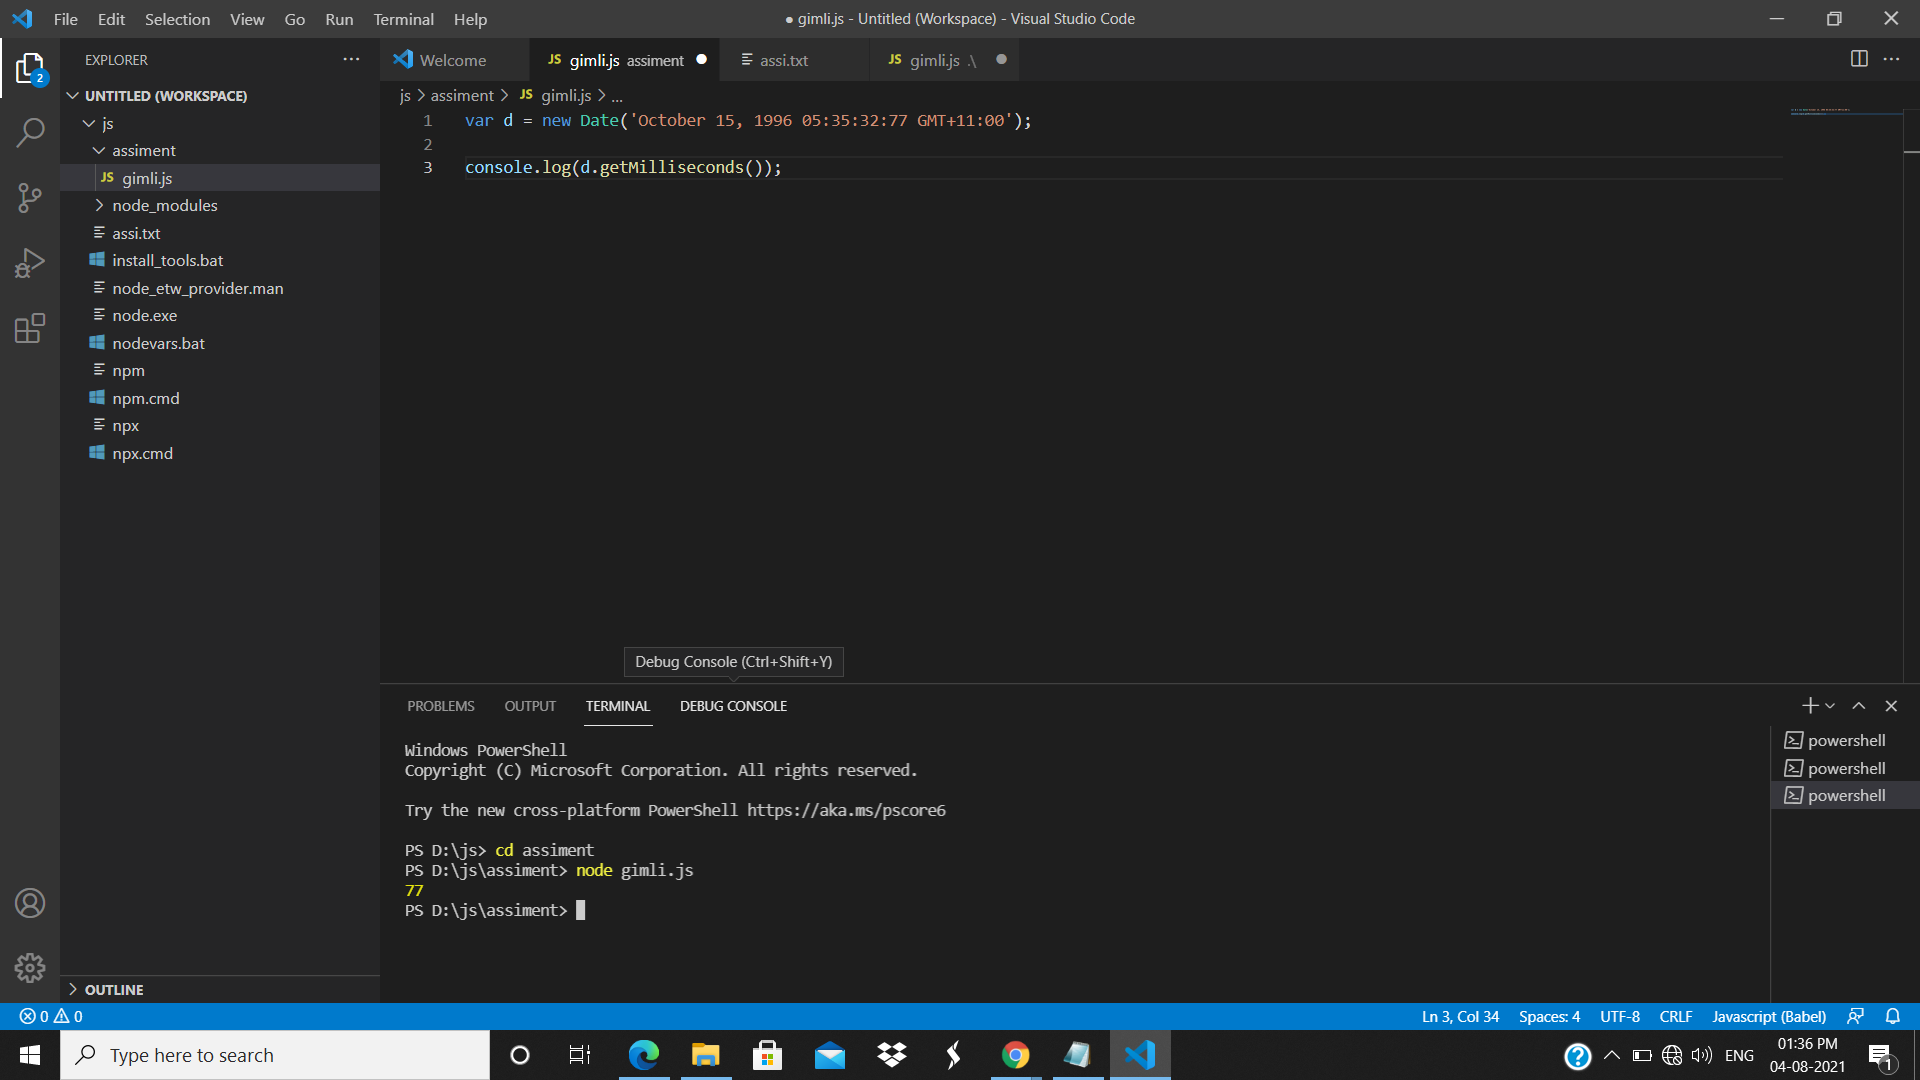 File Edit Selection View Go Run Terminal Help
● gimli.js - Untitled (Workspace) - Visual Studio Code
EXPLORER
Welcome
JS gimli.js assiment
assi.txt
JS gimli.js .\
2
UNTITLED (WORKSPACE)
js > assiment > JS gimli.js > ...
js
assiment
JS gimli.js
node_modules
assi.txt
install_tools.bat
node_etw_provider.man
node.exe
nodevars.bat
npm
npm.cmd
npx
npx.cmd
OUTLINE
1 var d = new Date('October 15, 1996 05:35:32:77 GMT+11:00');
2
3 console.log(d.getMilliseconds());
Debug Console (Ctrl+Shift+Y)
PROBLEMS OUTPUT TERMINAL DEBUG CONSOLE
Windows PowerShell
Copyright (C) Microsoft Corporation. All rights reserved.
Try the new cross-platform PowerShell https://aka.ms/pscore6
PS D:\js> cd assiment
PS D:\js\assiment> node gimli.js
77
PS D:\js\assiment>
powershell
powershell
powershell
0 0
Ln 3, Col 34 Spaces: 4 UTF-8 CRLF Javascript (Babel)
Type here to search
ENG
01:36 PM
04-08-2021
1